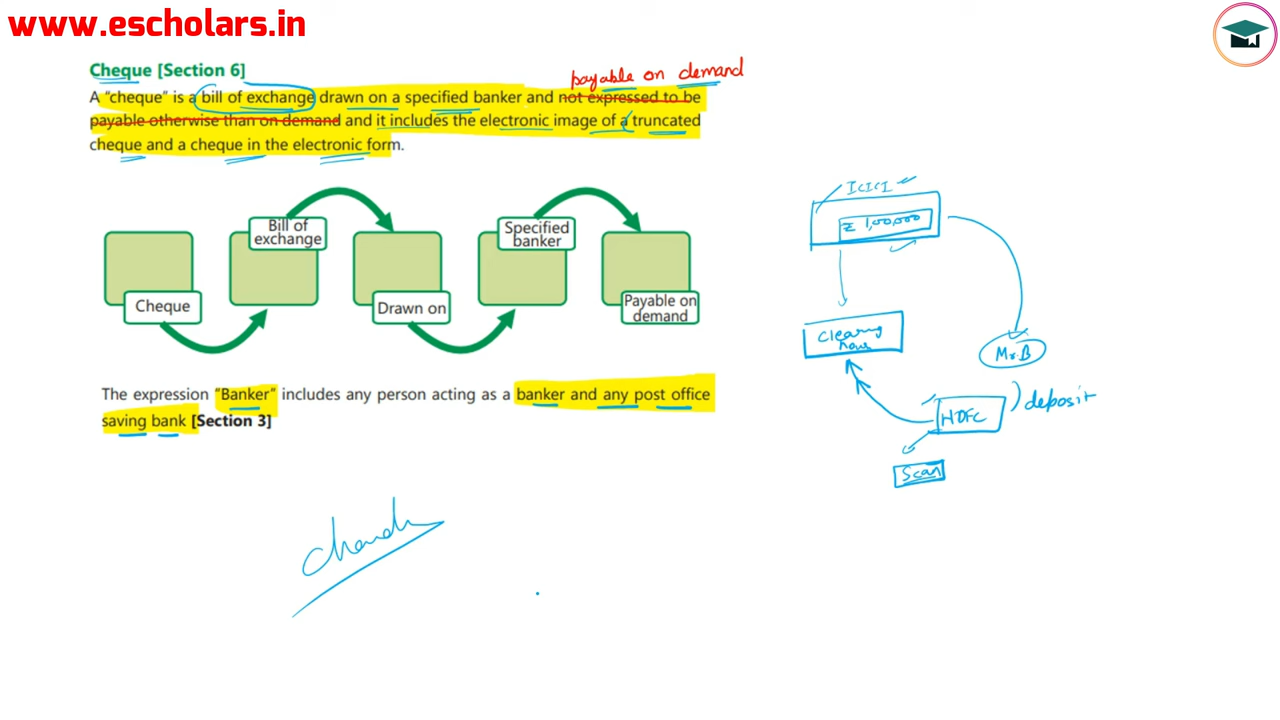 www.escholars.in
Cheque [Section 6]
payable on demand
A “cheque” is a bill of exchange drawn on a specified banker and not expressed to be
payable otherwise than on demand and it includes the electronic image of a truncated
cheque and a cheque in the electronic form.
Bill of
exchange
Specified
banker
Cheque
Drawn on
Payable on
demand
The expression “Banker” includes any person acting as a banker and any post office
saving bank [Section 3]
ICICI
₹ 1,00,000
Clearing
Mr. B
HDFC
deposit
Scan